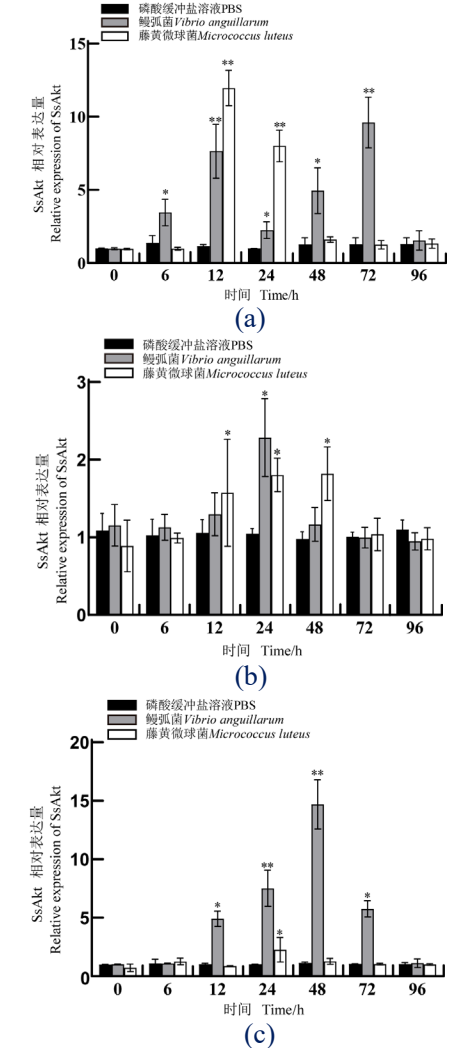 磷酸缓冲盐溶液PBS
鳗弧菌Vibrio anguillarum
藤黄微球菌Micrococcus luteus
SsAkt 相对表达量
Relative expression of SsAkt
15
10
5
0
* ** ** * ** * **
0 6 12 24 48 72 96
时间 Time/h
(a)
磷酸缓冲盐溶液PBS
鳗弧菌Vibrio anguillarum
藤黄微球菌Micrococcus luteus
SsAkt 相对表达量
Relative expression of SsAkt
3
2
1
0
* * * *
0 6 12 24 48 72 96
时间 Time/h
(b)
磷酸缓冲盐溶液PBS
鳗弧菌Vibrio anguillarum
藤黄微球菌Micrococcus luteus
SsAkt 相对表达量
Relative expression of SsAkt
20
15
10
5
0
* ** * ** *
0 6 12 24 48 72 96
时间 Time/h
(c)